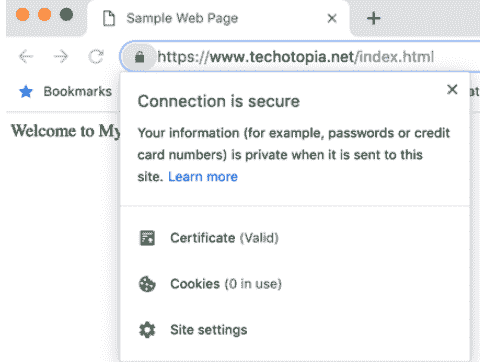 Sample Web Page
https://www.techotopia.net/index.html
Bookmarks
Welcome to My
Connection is secure
Your information (for example, passwords or credit
card numbers) is private when it is sent to this
site. Learn more
Certificate (Valid)
Cookies (0 in use)
Site settings